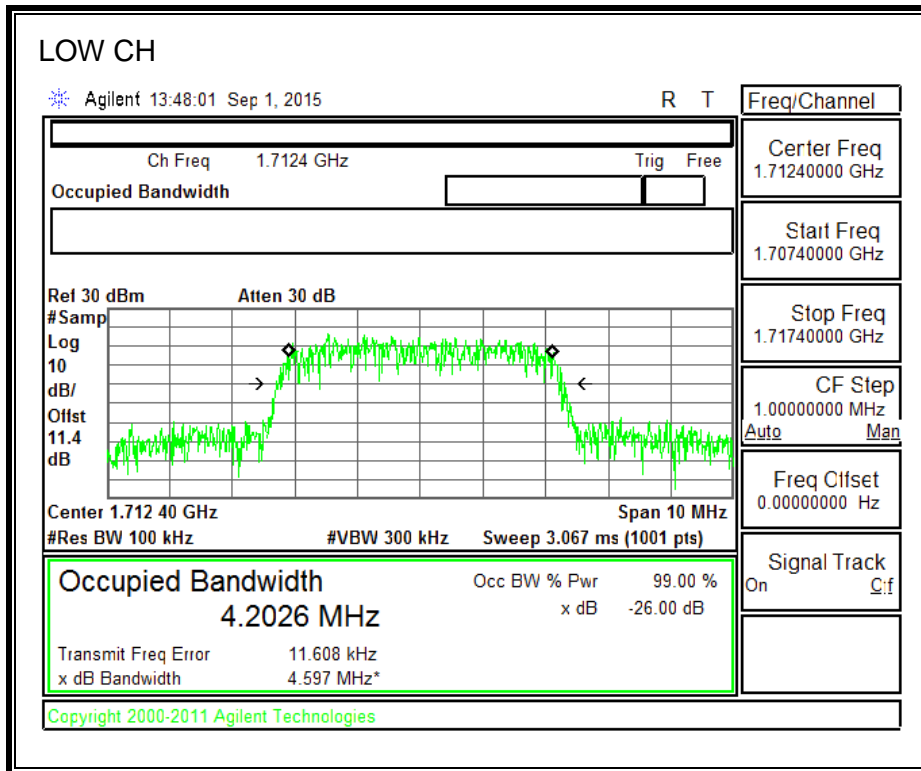 LOW CH
Agilent 13:48:01 Sep 1, 2015 R T
Ch Freq 1.7124 GHz Trig Free
Occupied Bandwidth
Ref 30 dBm Atten 30 dB
#Samp
Log
10
dB/
Offst
11.4
dB
Center 1.712 40 GHz Span 10 MHz
#Res BW 100 kHz #VBW 300 kHz Sweep 3.067 ms (1001 pts)
Occupied Bandwidth Occ BW % Pwr 99.00 %
4.2026 MHz x dB -26.00 dB
Transmit Freq Error 11.608 kHz
x dB Bandwidth 4.597 MHz*
Copyright 2000-2011 Agilent Technologies
Freq/Channel
Center Freq
1.71240000 GHz
Start Freq
1.70740000 GHz
Stop Freq
1.71740000 GHz
CF Step
1.00000000 MHz
Auto Man
Freq Offset
0.00000000 Hz
Signal Track
On Off